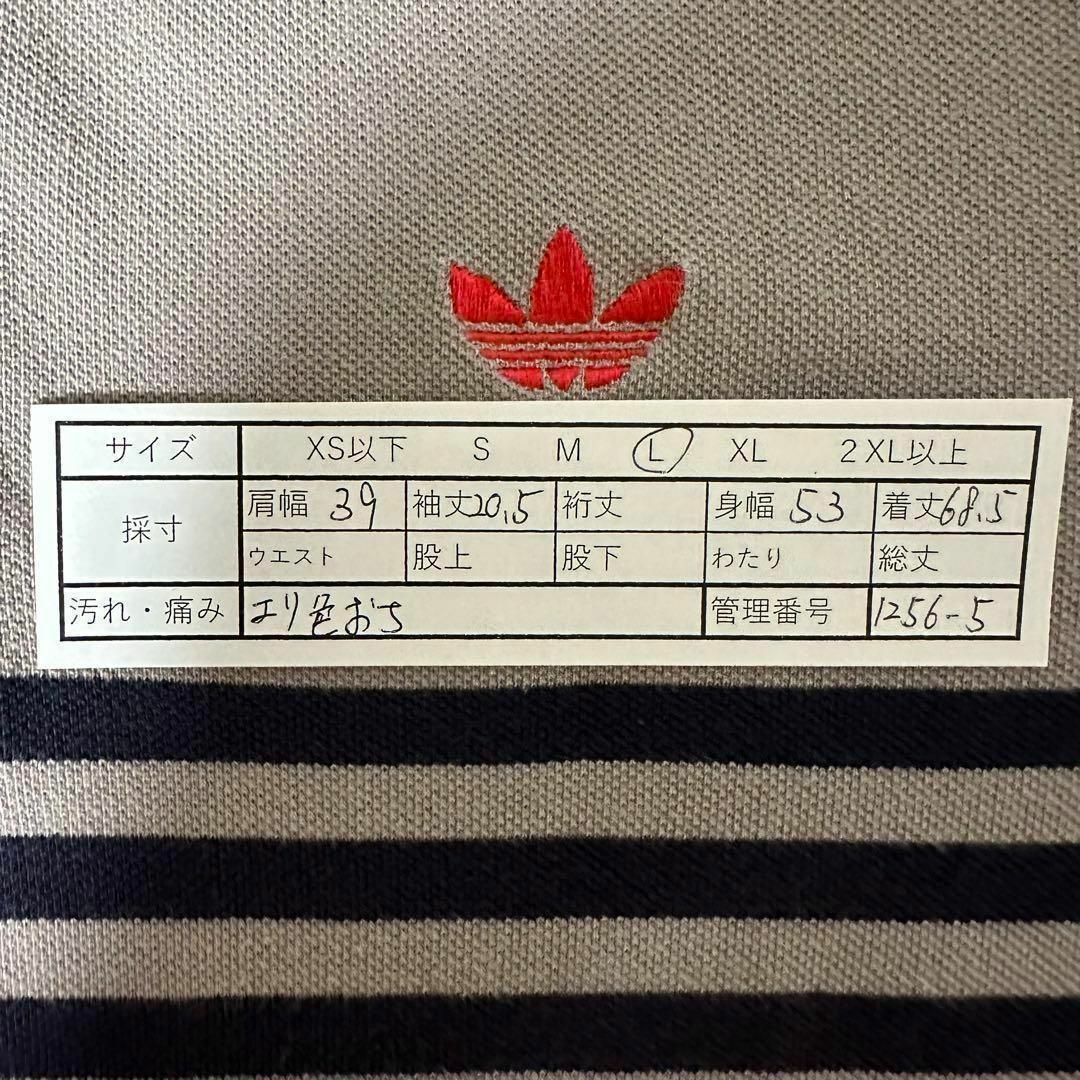 サイズ XS以下 S M L XL 2XL以上
採寸 肩幅 39 袖丈 20.5 裄丈 身幅 53 着丈 68.5
ウエスト 股上 股下 わたり 総丈
汚れ・痛み エリ色おち 管理番号 1256-5